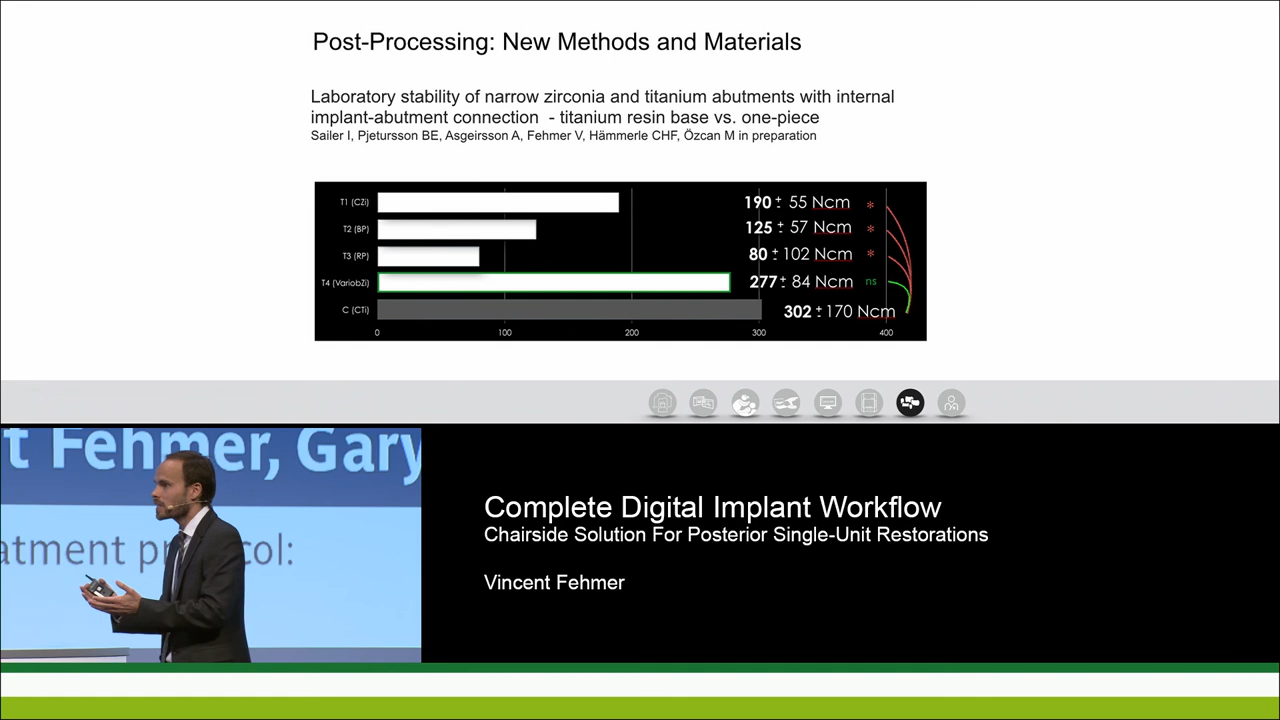 Post-Processing: New Methods and Materials
Laboratory stability of narrow zirconia and titanium abutments with internal
implant-abutment connection - titanium resin base vs. one-piece
Sailer I, Pjetursson BE, Asgeirsson A, Fehmer V, Hämmerle CHF, Özcan M in preparation
T1 (CZi) 190 ± 55 Ncm *
T2 (BP) 125 ± 57 Ncm *
T3 (RP) 80 ± 102 Ncm *
T4 (VariobZi) 277 ± 84 Ncm ns
C (CTi) 302 ± 170 Ncm
0 100 200 300 400
t Fehmer, Gary
atment pr col:
Complete Digital Implant Workflow
Chairside Solution For Posterior Single-Unit Restorations
Vincent Fehmer